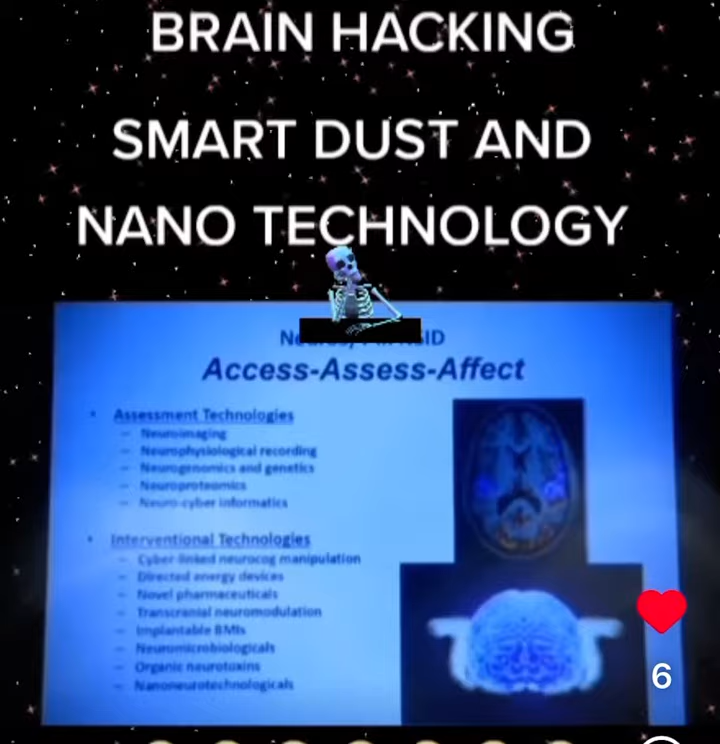 BRAIN HACKING
SMART DUST AND
NANO TECHNOLOGY
Access-Assess-Affect
• Assessment Technologies
– Neuroimaging
– Neurophysiological recording
– Neurogenomics and genetics
– Neuroproteomics
– Neuro-cyber informatics
• Interventional Technologies
– Cyber-linked neurocog manipulation
– Directed energy devices
– Novel pharmaceuticals
– Transcranial neuromodulation
– Implantable BMIs
– Neuromicrobiologicals
– Organic neurotoxins
– Nanoneurotechnologicals
6